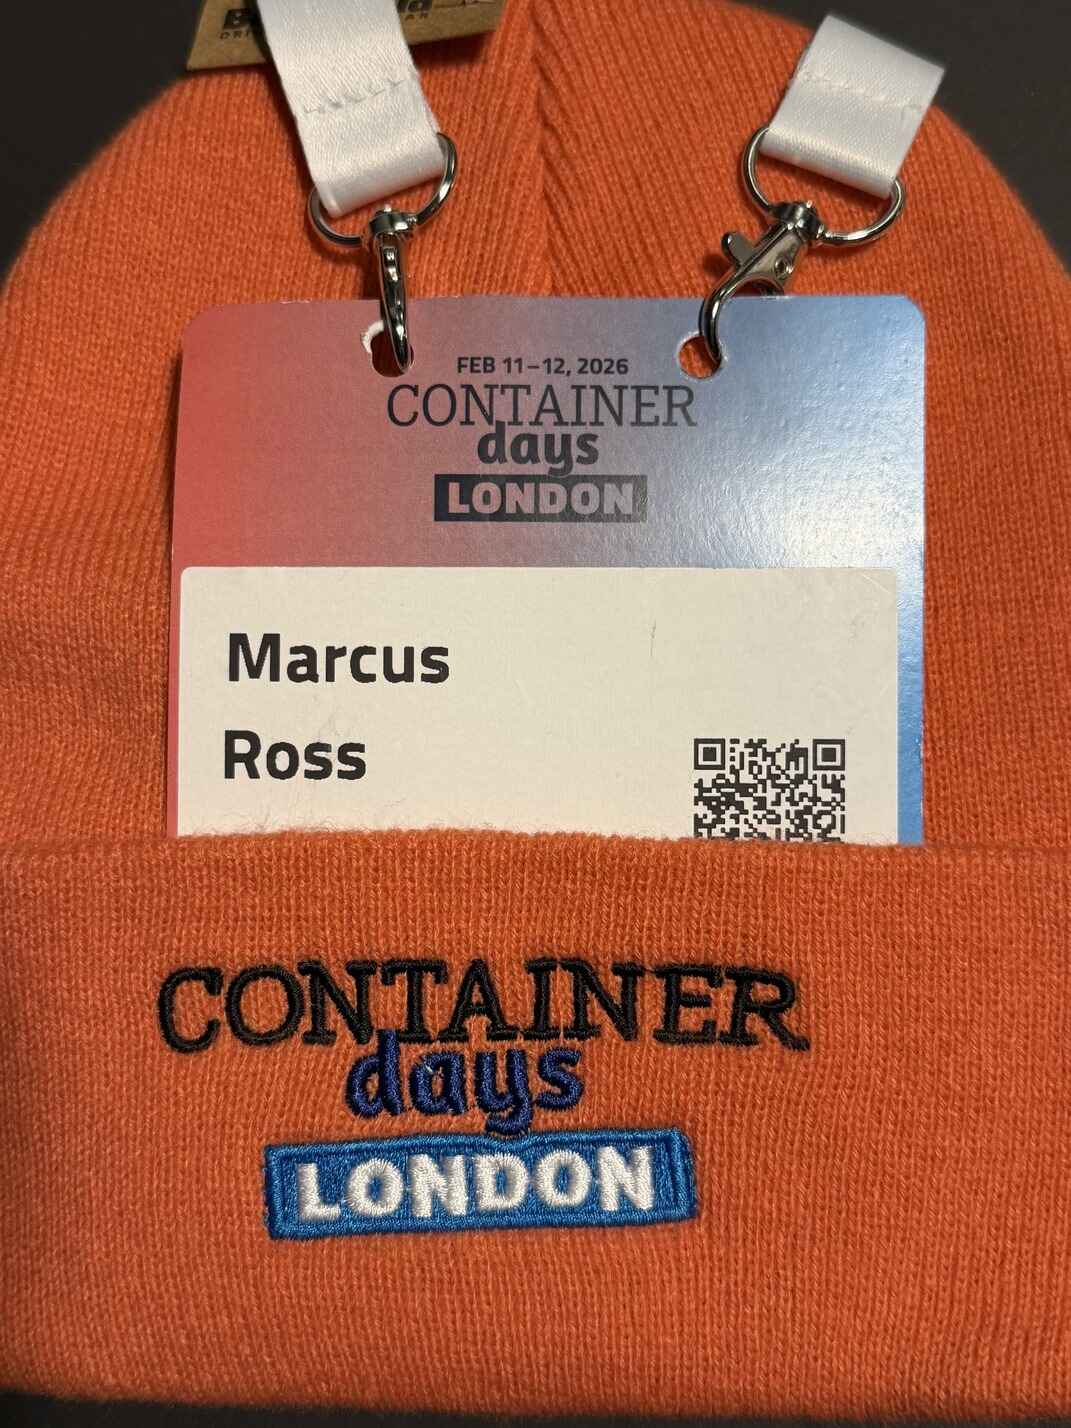 FEB 11–12, 2026
CONTAINER
days
LONDON
Marcus
Ross
CONTAINER
days
LONDON